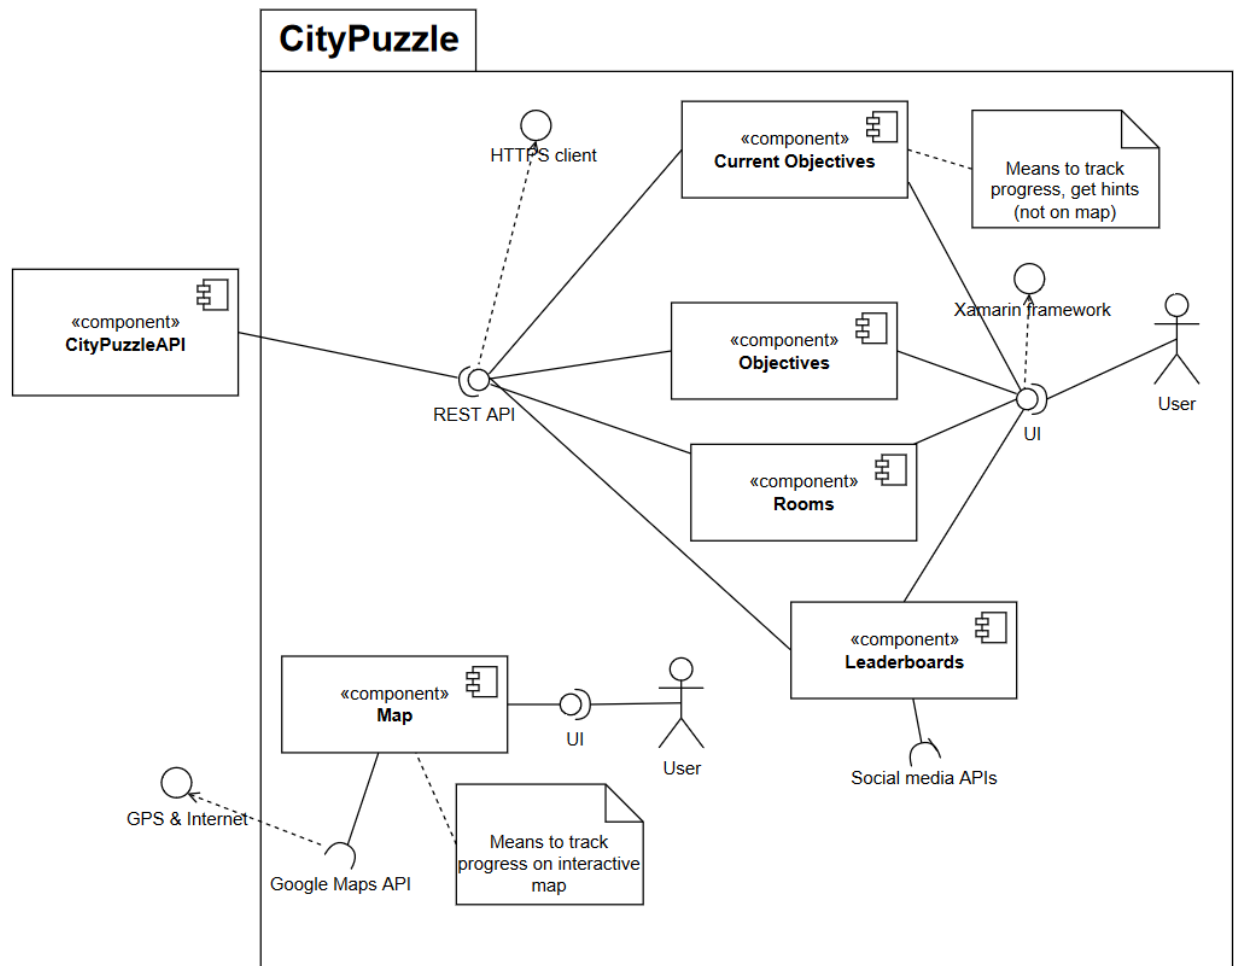 CityPuzzle
HTTPS client
«component»
Current Objectives
Means to track
progress, get hints
(not on map)
«component»
CityPuzzleAPI
Xamarin framework
«component»
Objectives
REST API
User
UI
«component»
Rooms
«component»
Leaderboards
«component»
Map
UI
User
Social media APIs
GPS & Internet
Means to track
progress on interactive
map
Google Maps API